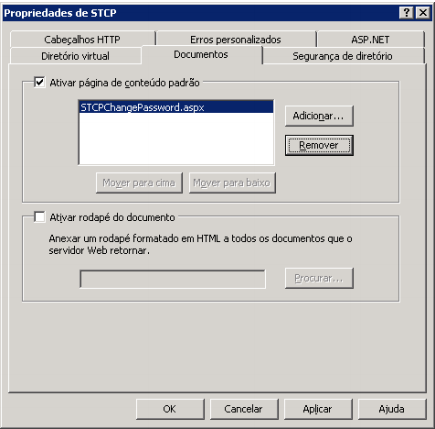 Propriedades de STCP
Cabeçalhos HTTP
Erros personalizados
ASP.NET
Diretório virtual
Documentos
Segurança de diretório
Ativar página de conteúdo padrão
STCPChangePassword.aspx
Adicionar...
Remover
Mover para cima
Mover para baixo
Ativar rodapé do documento
Anexar um rodapé formatado em HTML a todos os documentos que o
servidor Web retornar.
Procurar...
OK
Cancelar
Aplicar
Ajuda